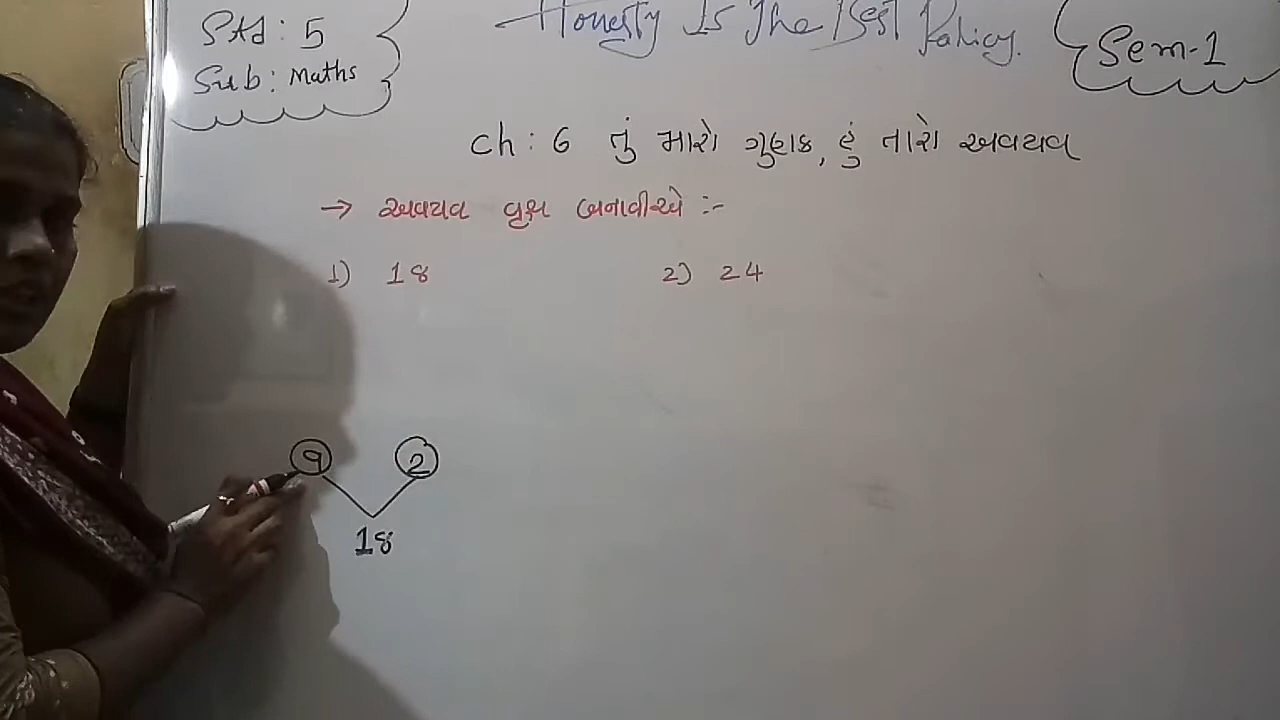 Std : 5
Sub : Maths
Honesty Is The Best Policy.
Sem-1
Ch : 6 તું મારો ગુણક, હું તારો અવયવ
→ અવયવ વૃક્ષ બનાવીએ :-
1) 18
2) 24
9 2
18